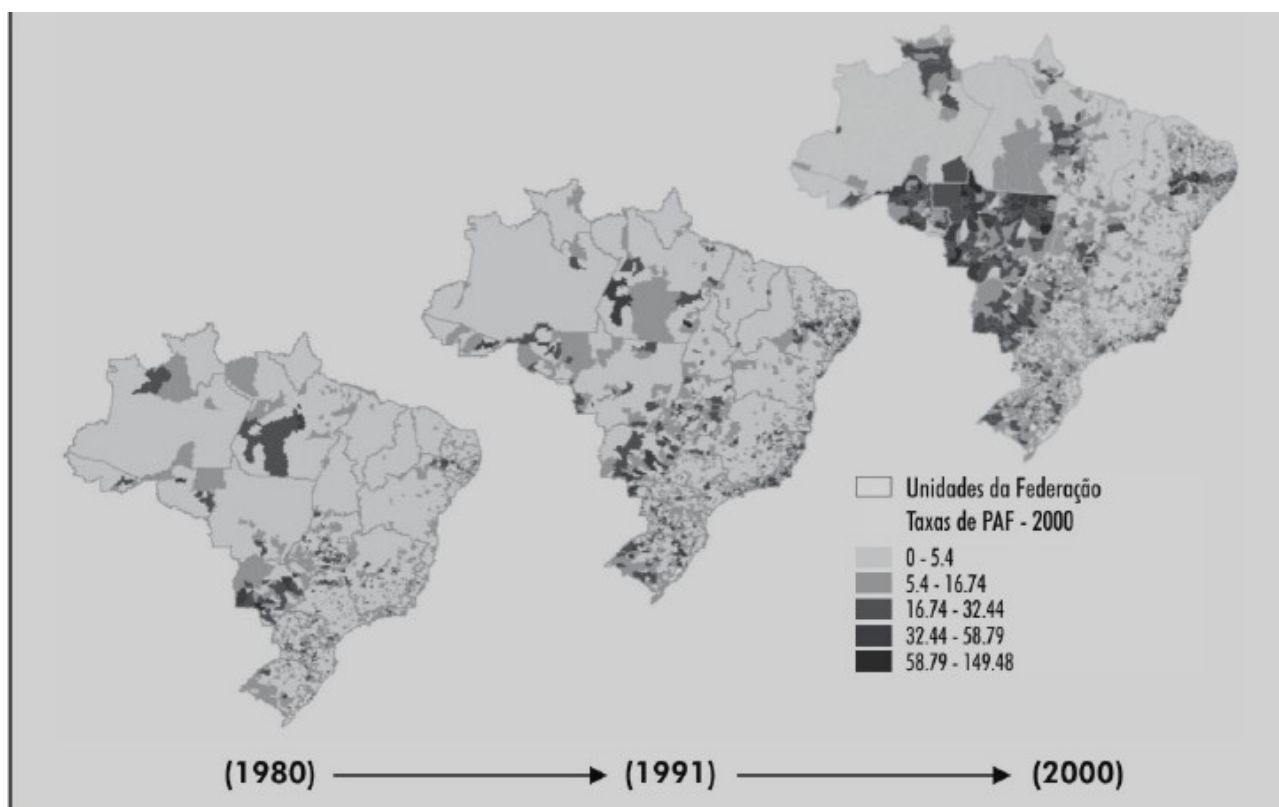 Unidades da Federação
Taxas de PAF - 2000
0 - 5.4
5.4 - 16.74
16.74 - 32.44
32.44 - 58.79
58.79 - 149.48
(1980)
(1991)
(2000)